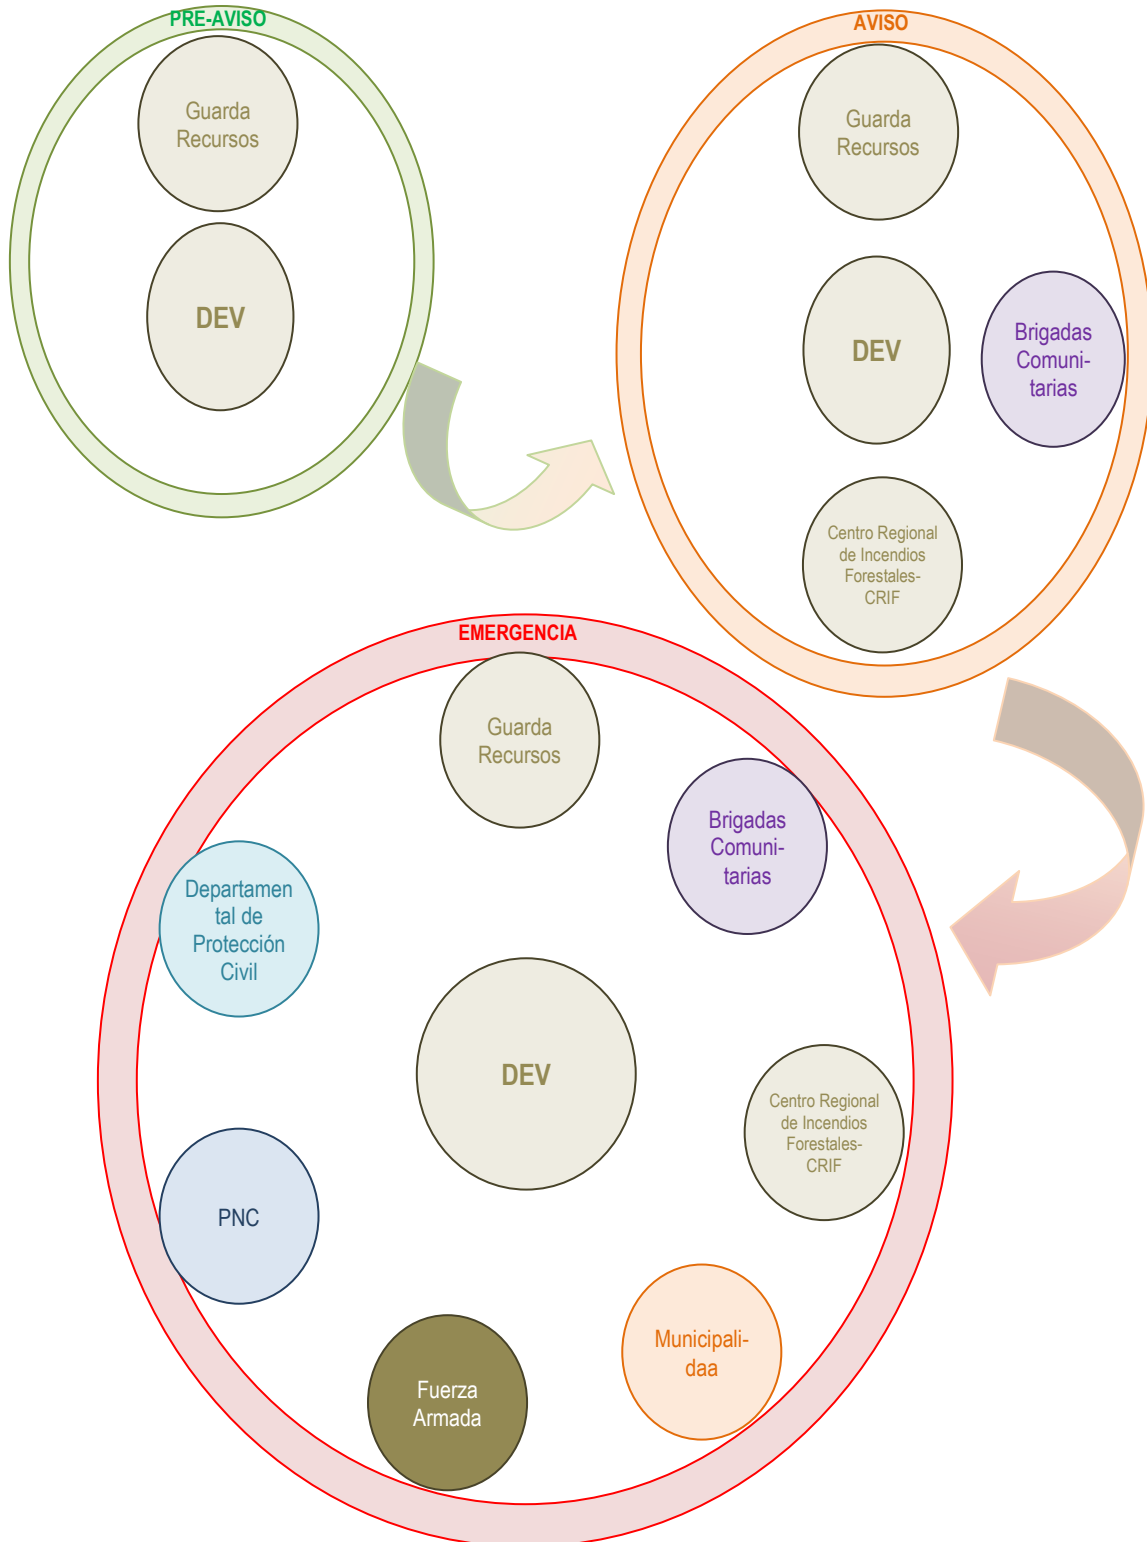 PRE-AVISO
Guarda
Recursos
DEV
AVISO
Guarda
Recursos
DEV
Brigadas
Comuni-
tarias
Centro Regional
de Incendios
Forestales-
CRIF
EMERGENCIA
Guarda
Recursos
Brigadas
Comuni-
tarias
Departamen
tal de
Protección
Civil
DEV
Centro Regional
de Incendios
Forestales-
CRIF
PNC
Municipali-
daa
Fuerza
Armada